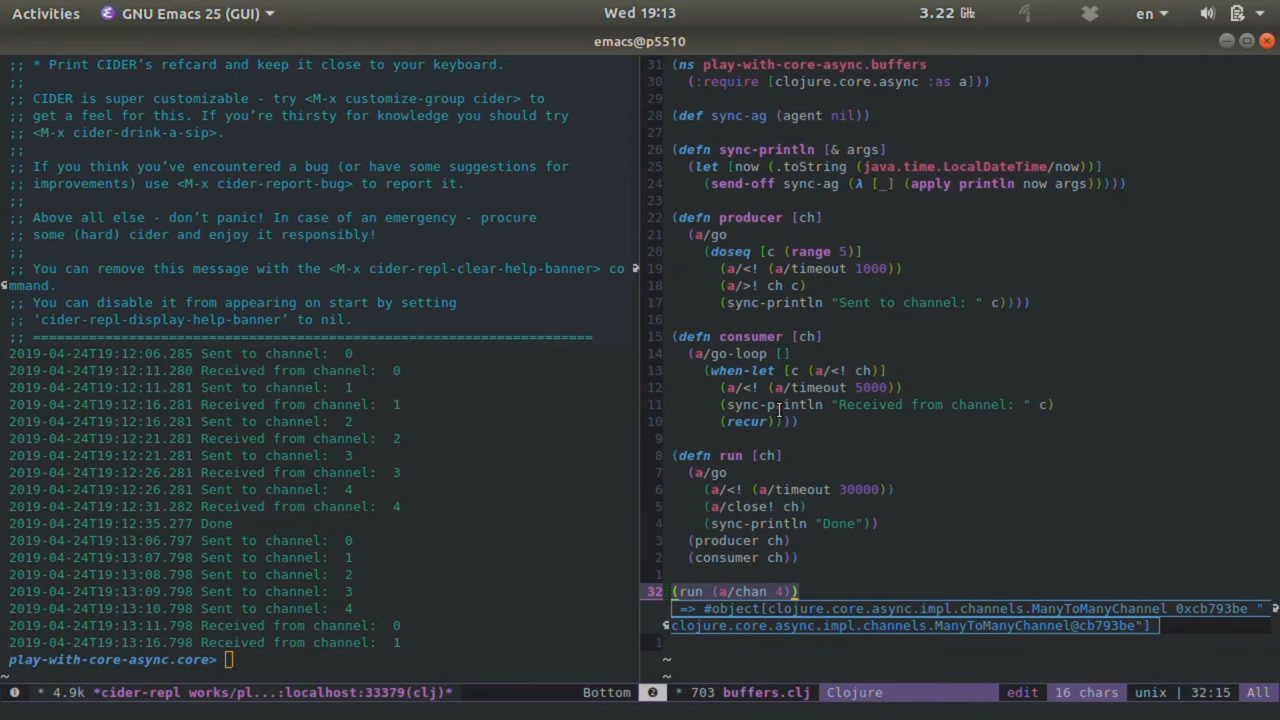 Activities GNU Emacs 25 (GUI) Wed 19:13 3.22 GHz en
emacs@p5510
;; * Print CIDER’s refcard and keep it close to your keyboard.
;;
;; CIDER is super customizable - try <M-x customize-group cider> to
;; get a feel for this. If you’re thirsty for knowledge you should try
;; <M-x cider-drink-a-sip>.
;;
;; If you think you’ve encountered a bug (or have some suggestions for
;; improvements) use <M-x cider-report-bug> to report it.
;;
;; Above all else - don’t panic! In case of an emergency - procure
;; some (hard) cider and enjoy it responsibly!
;;
;; You can remove this message with the <M-x cider-repl-clear-help-banner> co
mmand.
;; You can disable it from appearing on start by setting
;; ‘cider-repl-display-help-banner’ to nil.
;; ======================================================================
2019-04-24T19:12:06.285 Sent to channel:  0
2019-04-24T19:12:11.280 Received from channel:  0
2019-04-24T19:12:11.281 Sent to channel:  1
2019-04-24T19:12:16.281 Received from channel:  1
2019-04-24T19:12:16.281 Sent to channel:  2
2019-04-24T19:12:21.281 Received from channel:  2
2019-04-24T19:12:21.281 Sent to channel:  3
2019-04-24T19:12:26.281 Received from channel:  3
2019-04-24T19:12:26.281 Sent to channel:  4
2019-04-24T19:12:31.282 Received from channel:  4
2019-04-24T19:12:35.277 Done
2019-04-24T19:13:06.797 Sent to channel:  0
2019-04-24T19:13:07.798 Sent to channel:  1
2019-04-24T19:13:08.798 Sent to channel:  2
2019-04-24T19:13:09.798 Sent to channel:  3
2019-04-24T19:13:10.798 Sent to channel:  4
2019-04-24T19:13:11.798 Received from channel:  0
2019-04-24T19:13:16.798 Received from channel:  1
play-with-core-async.core>
~
❶ * 4.9k *cider-repl works/pl...:localhost:33379(clj)* Bottom
31 (ns play-with-core-async.buffers
30   (:require [clojure.core.async :as a]))
29
28 (def sync-ag (agent nil))
27
26 (defn sync-println [& args]
25   (let [now (.toString (java.time.LocalDateTime/now))]
24     (send-off sync-ag (λ [_] (apply println now args)))))
23
22 (defn producer [ch]
21   (a/go
20     (doseq [c (range 5)]
19       (a/<! (a/timeout 1000))
18       (a/>! ch c)
17       (sync-println "Sent to channel: " c))))
16
15 (defn consumer [ch]
14   (a/go-loop []
13     (when-let [c (a/<! ch)]
12       (a/<! (a/timeout 5000))
11       (sync-println "Received from channel: " c)
10       (recur))))
9
8 (defn run [ch]
7   (a/go
6     (a/<! (a/timeout 30000))
5     (a/close! ch)
4     (sync-println "Done"))
3   (producer ch)
2   (consumer ch))
1
32 (run (a/chan 4))
=> #object[clojure.core.async.impl.channels.ManyToManyChannel 0xcb793be "
clojure.core.async.impl.channels.ManyToManyChannel@cb793be"]
1
~
~
❷ * 703 buffers.clj Clojure edit 16 chars unix | 32:15 All